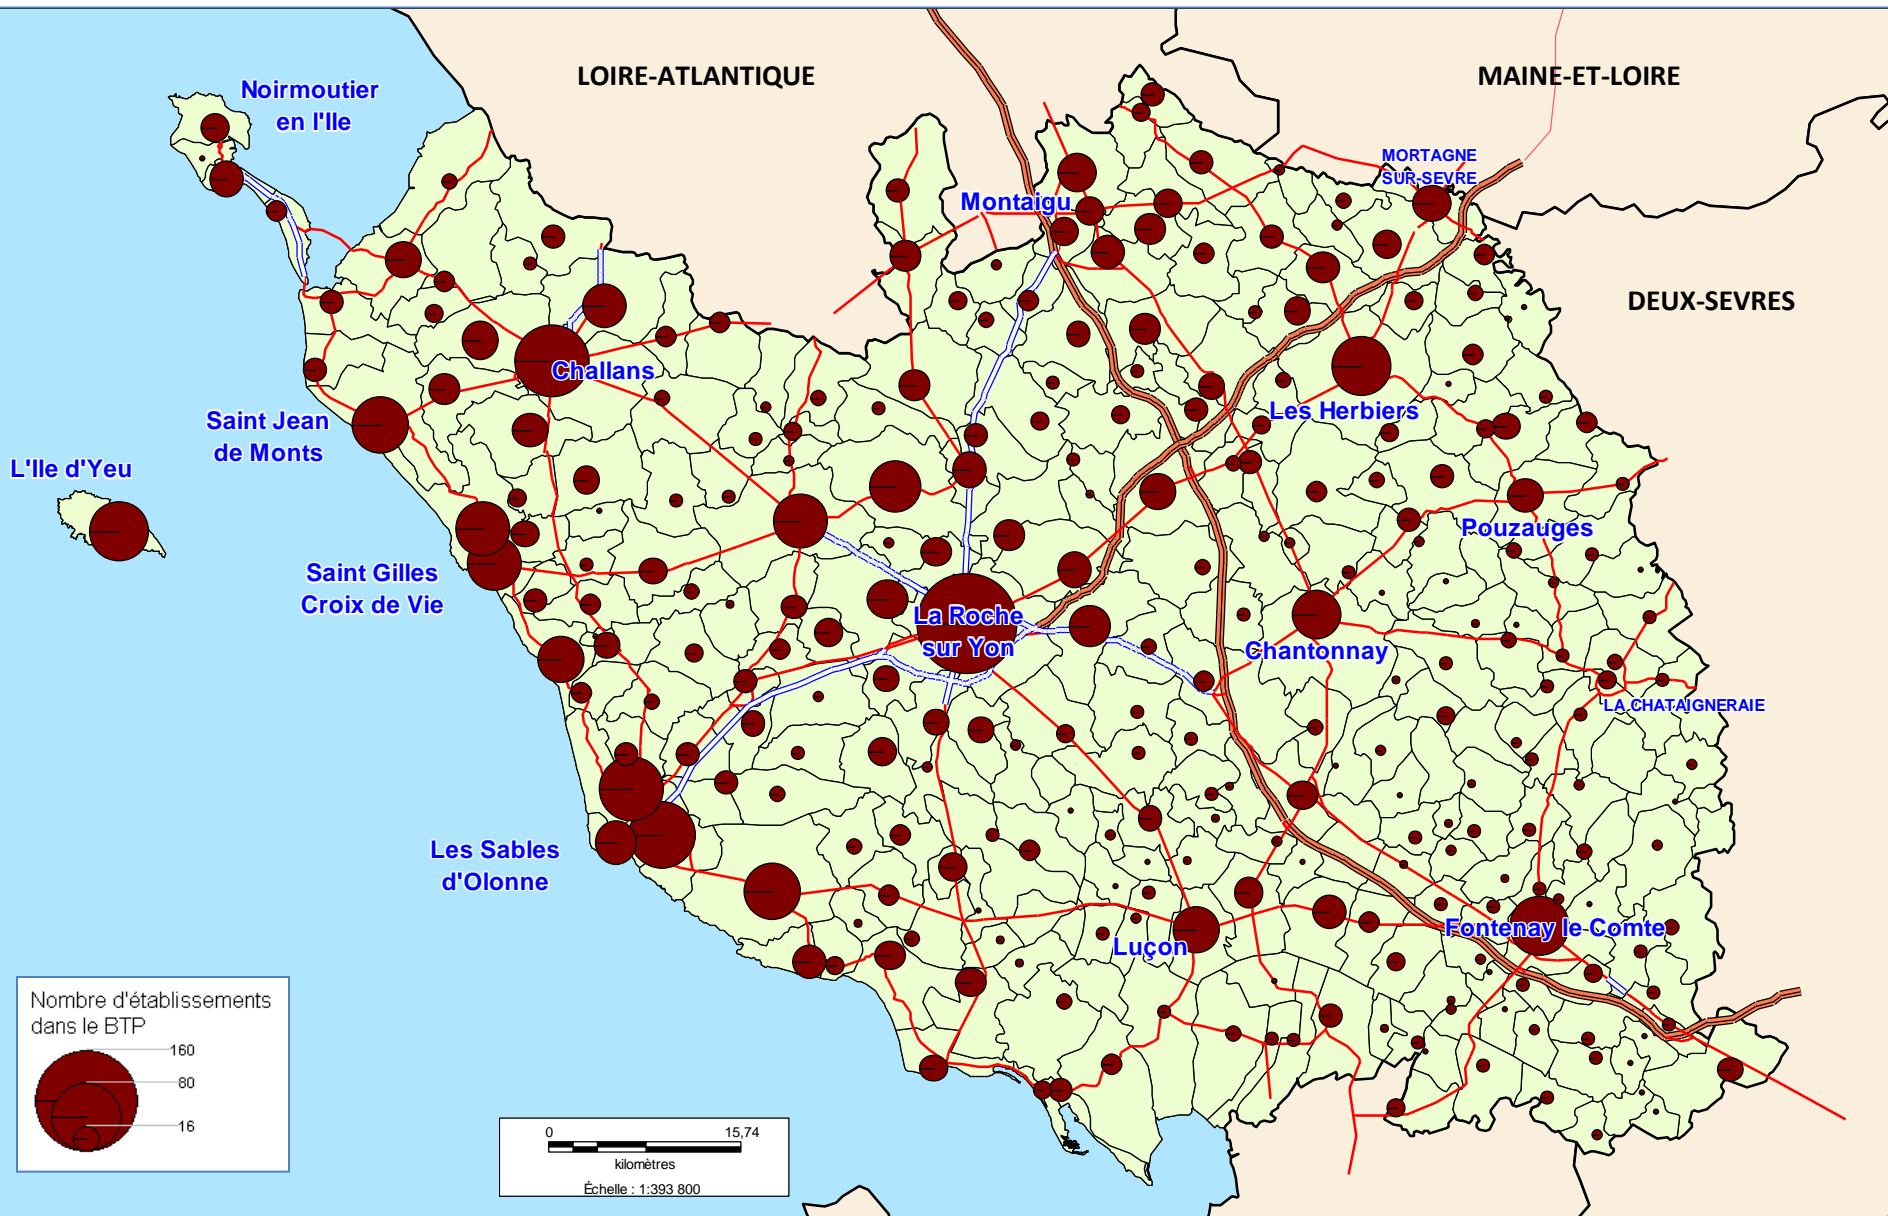 LOIRE-ATLANTIQUE
MAINE-ET-LOIRE
Noirmoutier
en l'Ile
MORTAGNE
SUR-SEVRE
Montaigu
DEUX-SEVRES
Challans
Les Herbiers
Saint Jean
de Monts
L'Ile d'Yeu
Pouzauges
Saint Gilles
Croix de Vie
La Roche
sur Yon
Chantonnay
LA CHATAIGNERAIE
Les Sables
d'Olonne
Fontenay le Comte
Luçon
Nombre d'établissements
dans le BTP
160
80
16
0 15,74
kilomètres
Échelle : 1:393 800